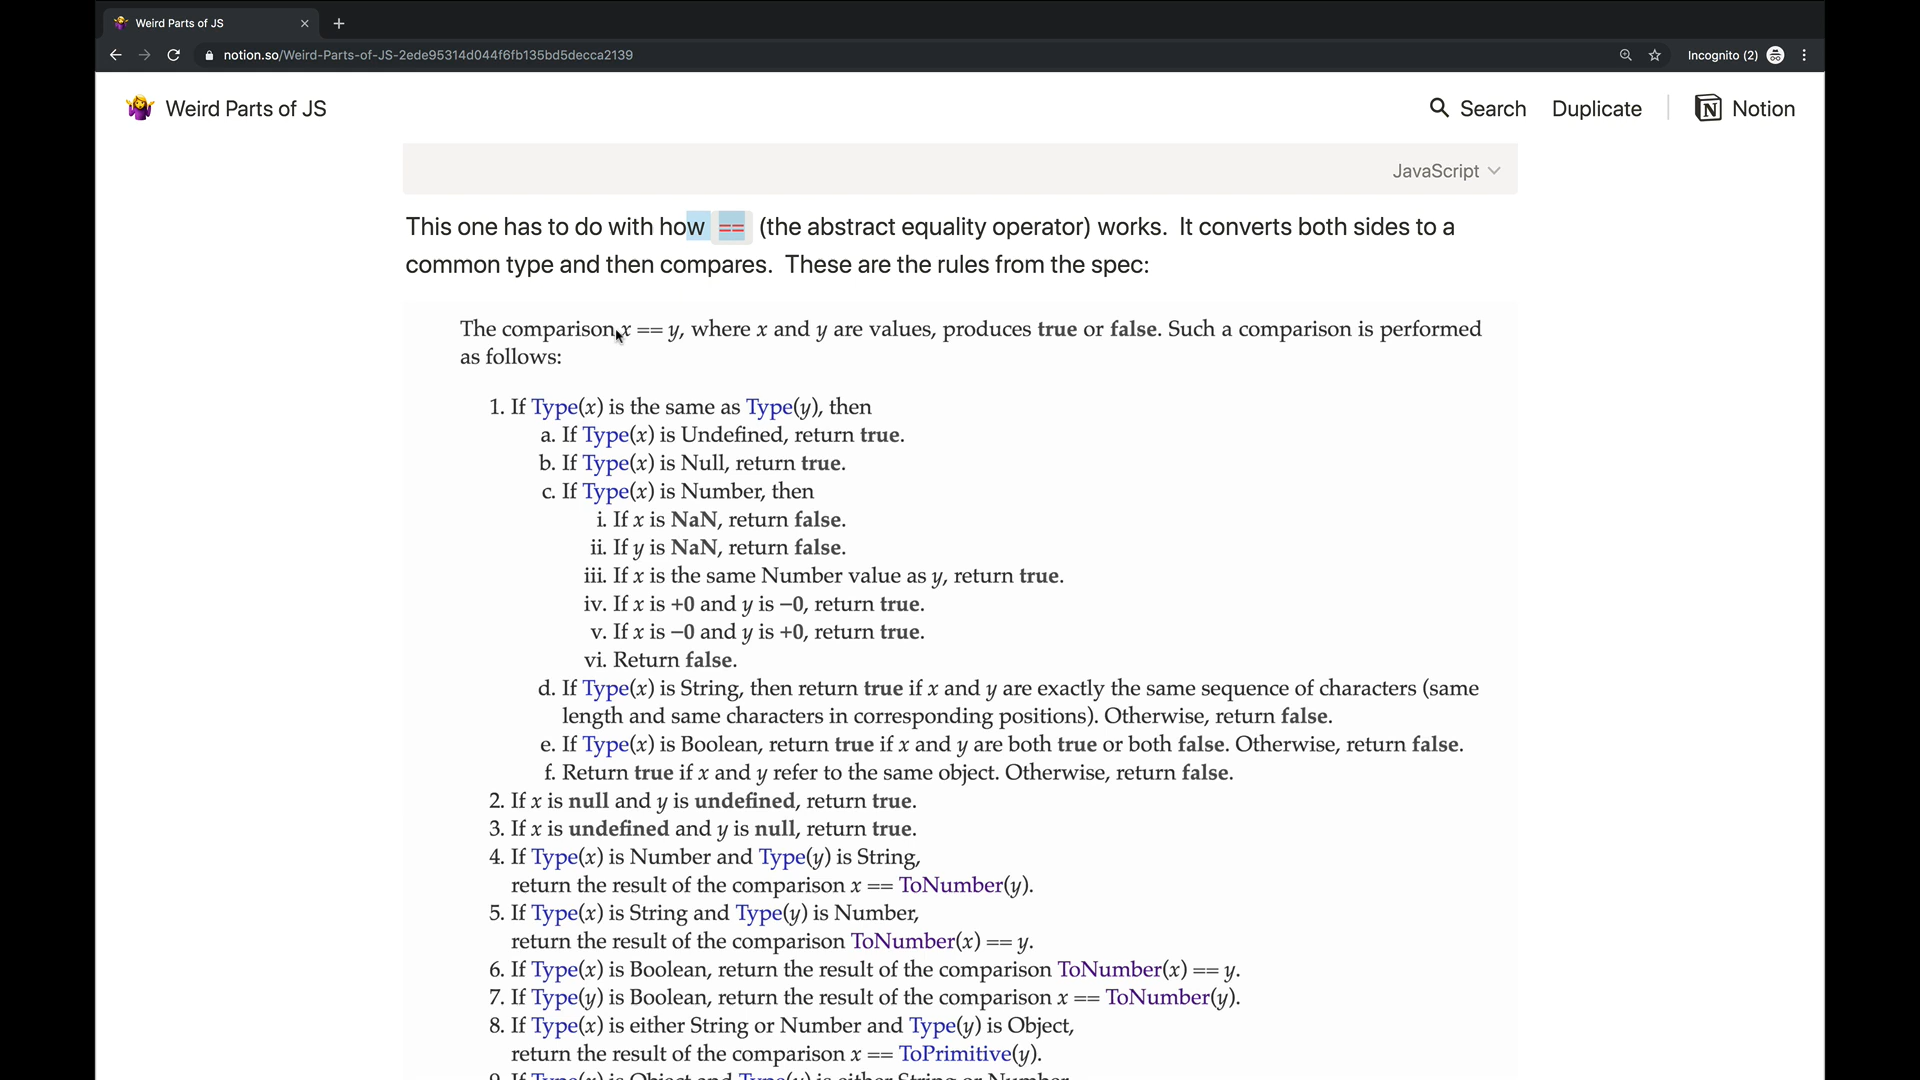 Weird Parts of JS
notion.so/Weird-Parts-of-JS-2ede95314d044f6fb135bd5decca2139
Incognito (2)
Weird Parts of JS
Search Duplicate Notion
JavaScript
This one has to do with how == (the abstract equality operator) works. It converts both sides to a
common type and then compares. These are the rules from the spec:
The comparison x == y, where x and y are values, produces true or false. Such a comparison is performed
as follows:
1. If Type(x) is the same as Type(y), then
a. If Type(x) is Undefined, return true.
b. If Type(x) is Null, return true.
c. If Type(x) is Number, then
i. If x is NaN, return false.
ii. If y is NaN, return false.
iii. If x is the same Number value as y, return true.
iv. If x is +0 and y is −0, return true.
v. If x is −0 and y is +0, return true.
vi. Return false.
d. If Type(x) is String, then return true if x and y are exactly the same sequence of characters (same
length and same characters in corresponding positions). Otherwise, return false.
e. If Type(x) is Boolean, return true if x and y are both true or both false. Otherwise, return false.
f. Return true if x and y refer to the same object. Otherwise, return false.
2. If x is null and y is undefined, return true.
3. If x is undefined and y is null, return true.
4. If Type(x) is Number and Type(y) is String,
return the result of the comparison x == ToNumber(y).
5. If Type(x) is String and Type(y) is Number,
return the result of the comparison ToNumber(x) == y.
6. If Type(x) is Boolean, return the result of the comparison ToNumber(x) == y.
7. If Type(y) is Boolean, return the result of the comparison x == ToNumber(y).
8. If Type(x) is either String or Number and Type(y) is Object,
return the result of the comparison x == ToPrimitive(y).
9. If Type(x) is Object and Type(y) is either String or Number,